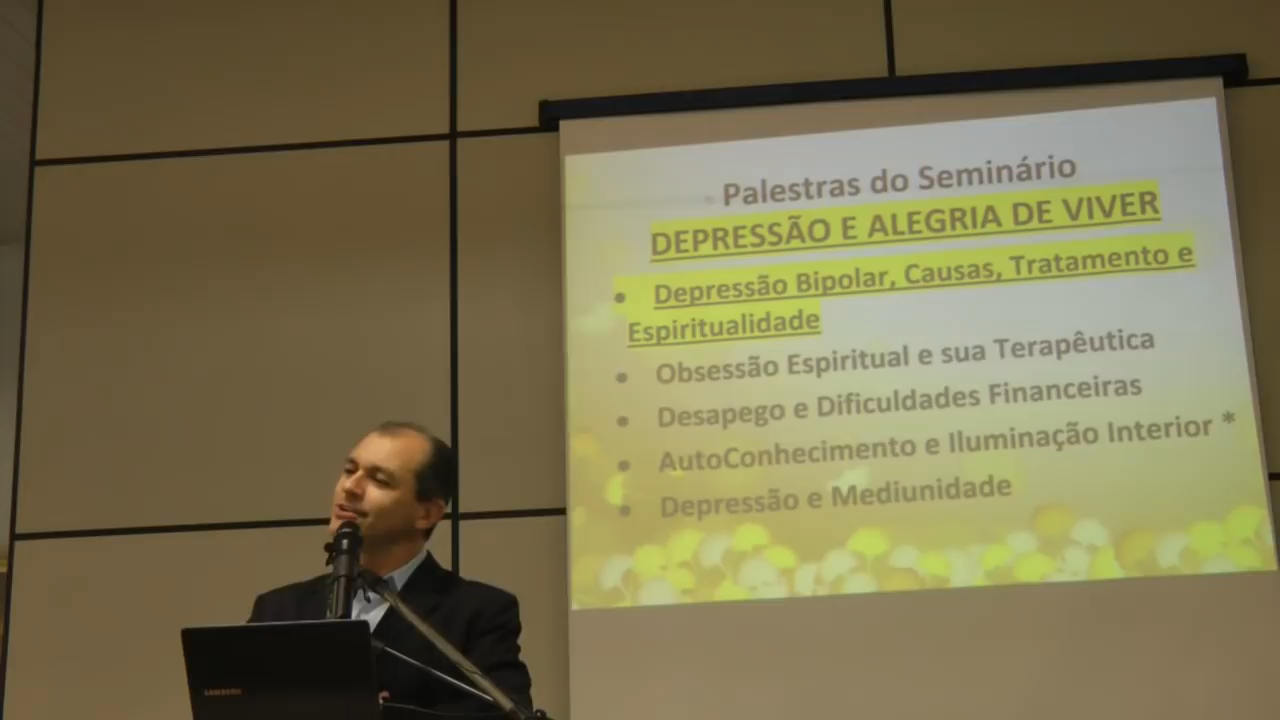 Palestras do Seminário
DEPRESSÃO E ALEGRIA DE VIVER
• Depressão Bipolar, Causas, Tratamento e
Espiritualidade
• Obsessão Espiritual e sua Terapêutica
• Desapego e Dificuldades Financeiras
• AutoConhecimento e Iluminação Interior *
• Depressão e Mediunidade
SAMSUNG